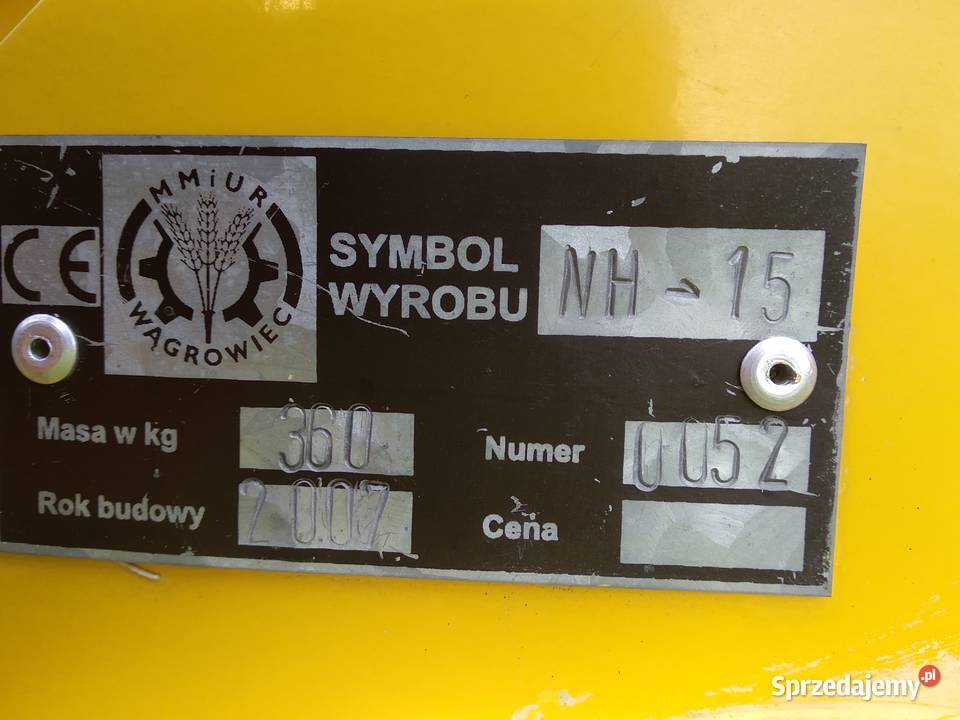 CE
MMiUR
WĄGROWIEC
SYMBOL
WYROBU
NH-15
Masa w kg 360
Numer 0052
Rok budowy 2007
Cena
Sprzedajemy.pl